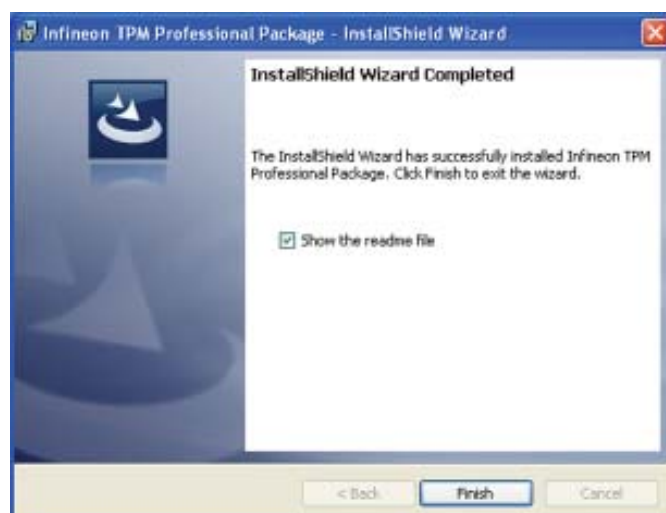 Infineon TPM Professional Package - InstallShield Wizard
InstallShield Wizard Completed
The InstallShield Wizard has successfully installed Infineon TPM
Professional Package. Click Finish to exit the wizard.
Show the readme file
< Back
Finish
Cancel